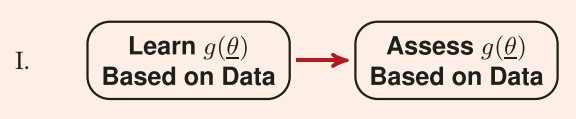 I.
Learn g(θ)
Based on Data
Assess g(θ)
Based on Data